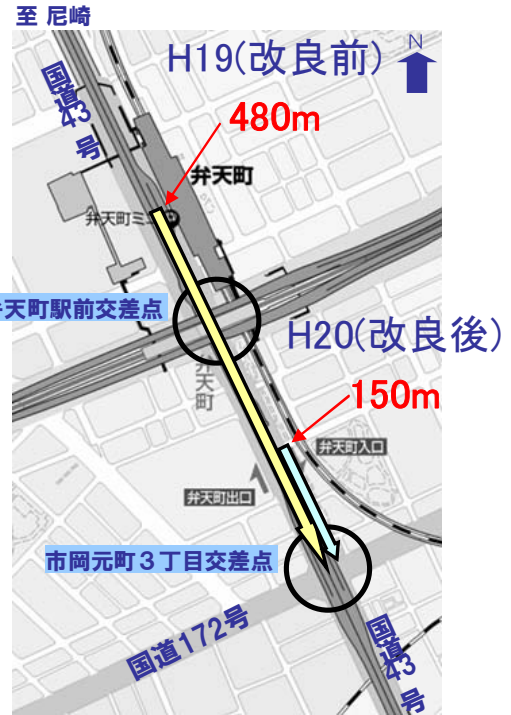 至 尼崎
H19(改良前)
N
国道43号
480m
弁天町
弁天町ミ
弁天町駅前交差点
H20(改良後)
弁天町
150m
弁天町入口
弁天町出口
市岡元町３丁目交差点
国道172号
国道43号